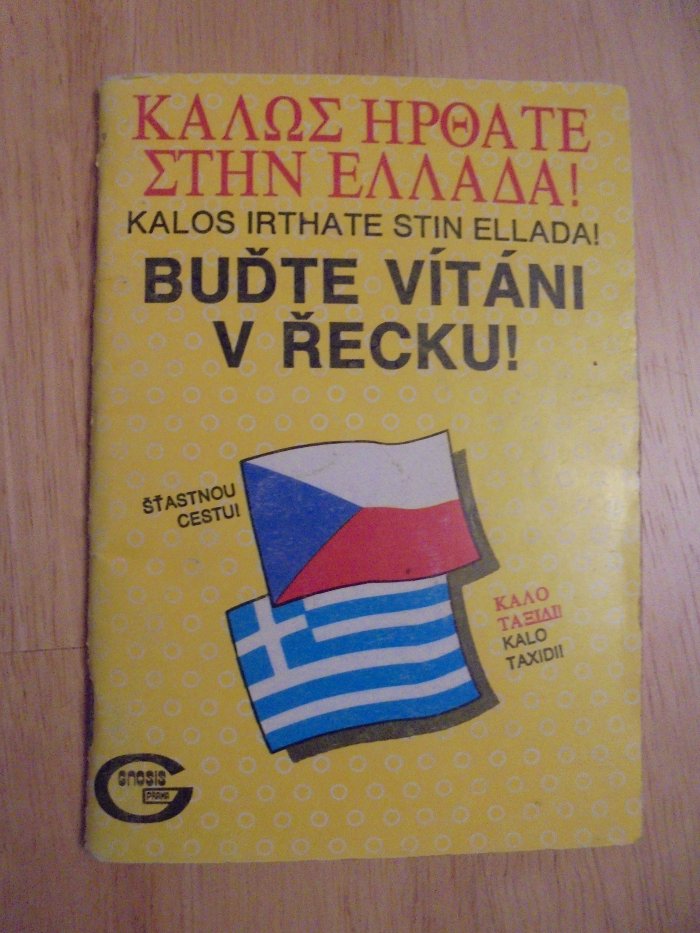 ΚΑΛΩΣ ΗΡΘΑΤΕ
ΣΤΗΝ ΕΛΛΑΔΑ!
KALOS IRTHATE STIN ELLADA!
BUĎTE VÍTÁNI
V ŘECKU!
ŠŤASTNOU
CESTU!
ΚΑΛΟ
ΤΑΞΙΔΙ!
KALO
TAXIDI!
GNOSIS
PRAHA